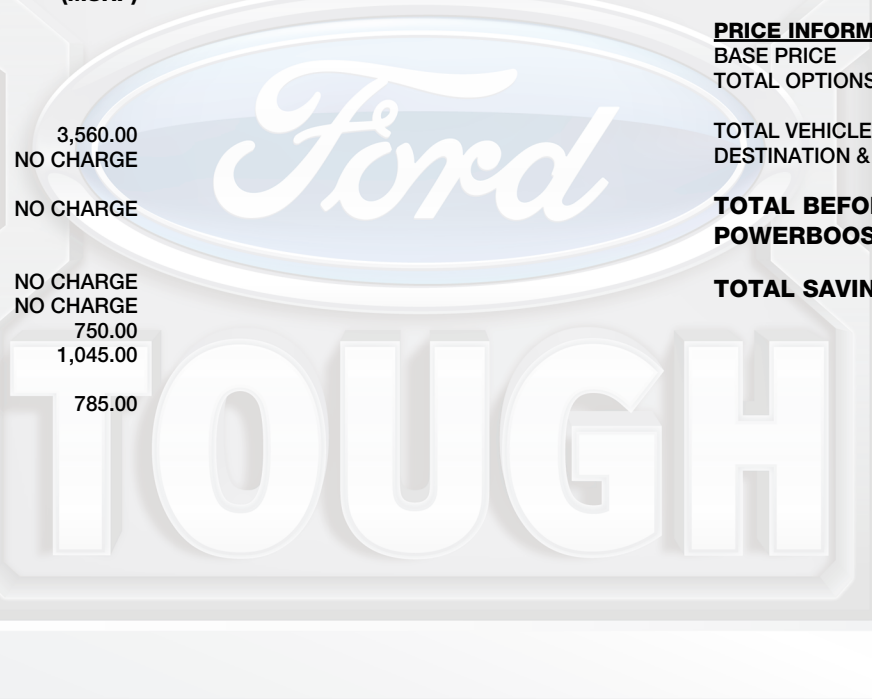 (MSRP)
3,560.00
NO CHARGE
NO CHARGE
NO CHARGE
NO CHARGE
750.00
1,045.00
785.00
PRICE INFORM
BASE PRICE
TOTAL OPTIONS
TOTAL VEHICLE
DESTINATION &
TOTAL BEFO
POWERBOOS
TOTAL SAVIN
Ford
TOUGH